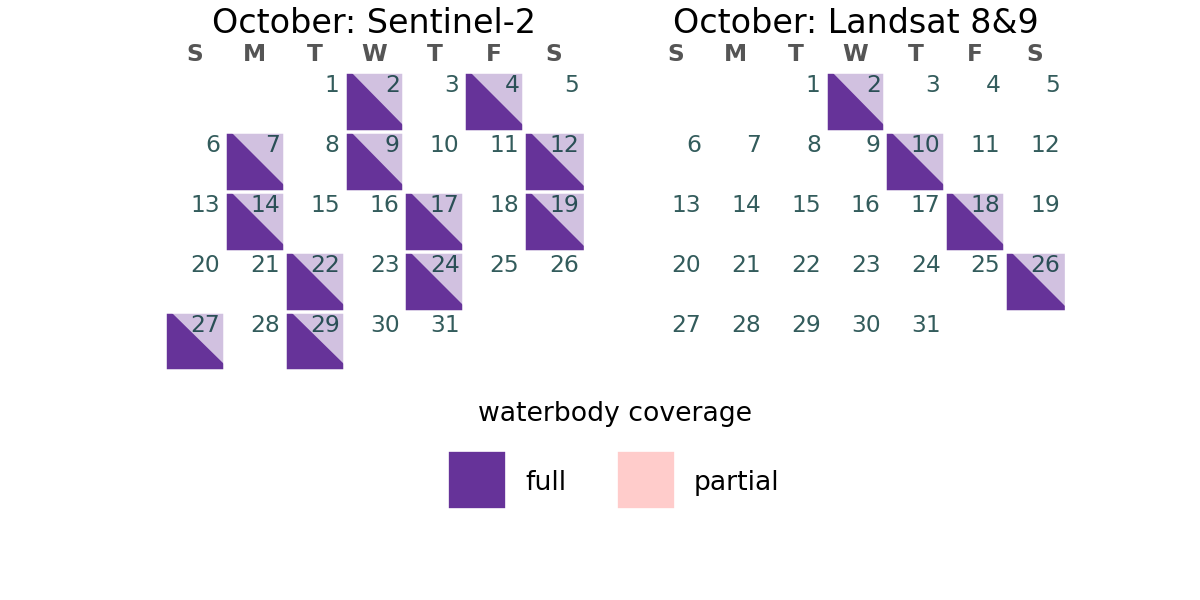 October: Sentinel-2
S M T W T F S
1 2 3 4 5
6 7 8 9 10 11 12
13 14 15 16 17 18 19
20 21 22 23 24 25 26
27 28 29 30 31
October: Landsat 8&9
S M T W T F S
1 2 3 4 5
6 7 8 9 10 11 12
13 14 15 16 17 18 19
20 21 22 23 24 25 26
27 28 29 30 31
waterbody coverage
full partial